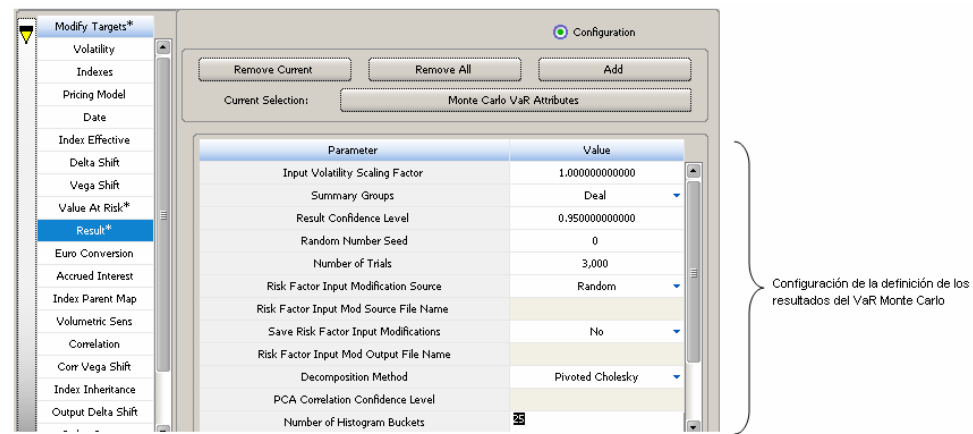 Modify Targets*
Volatility
Indexes
Pricing Model
Date
Index Effective
Delta Shift
Vega Shift
Value At Risk*
Result*
Euro Conversion
Accrued Interest
Index Parent Map
Volumetric Sens
Correlation
Corr Vega Shift
Index Inheritance
Output Delta Shift
Configuration
Remove Current Remove All Add
Current Selection: Monte Carlo VaR Attributes
Parameter Value
Input Volatility Scaling Factor 1.000000000000
Summary Groups Deal
Result Confidence Level 0.950000000000
Random Number Seed 0
Number of Trials 3,000
Risk Factor Input Modification Source Random
Risk Factor Input Mod Source File Name
Save Risk Factor Input Modifications No
Risk Factor Input Mod Output File Name
Decomposition Method Pivoted Cholesky
PCA Correlation Confidence Level
Number of Histogram Buckets 25
Configuración de la definición de los
resultados del VaR Monte Carlo